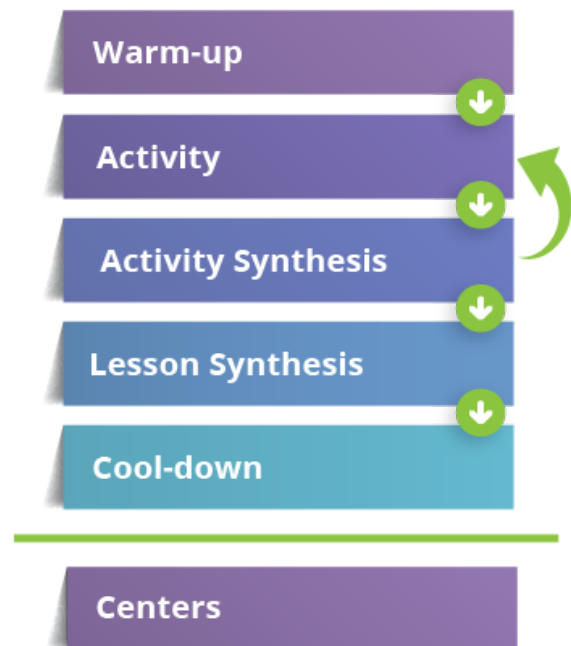 Warm-up
Activity
Activity Synthesis
Lesson Synthesis
Cool-down
Centers